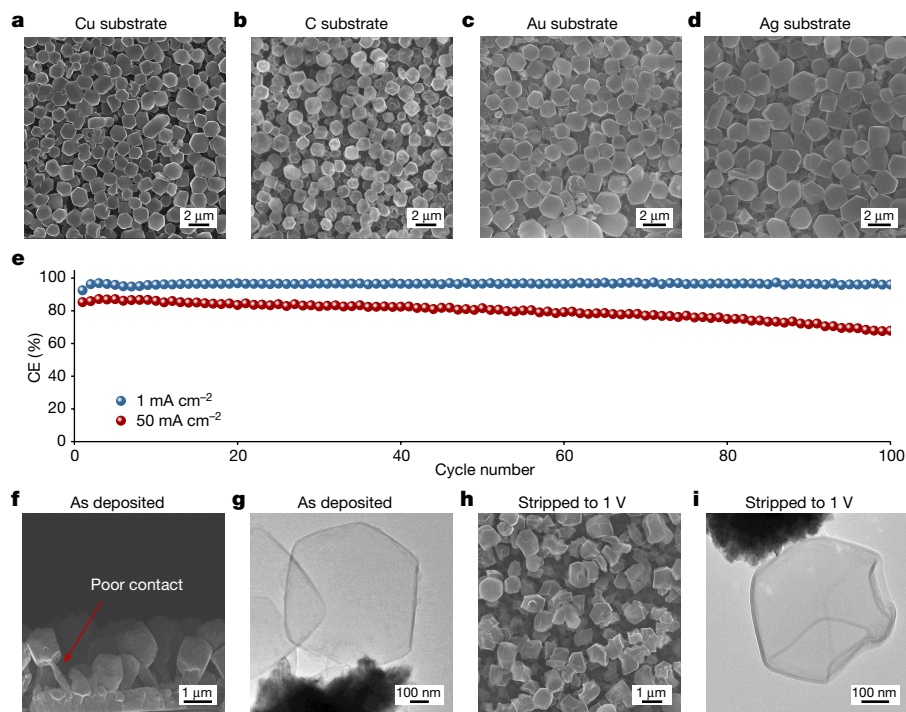 a Cu substrate
b C substrate
c Au substrate
d Ag substrate
2 μm
2 μm
2 μm
2 μm
e
100
80
60
40
20
0
CE (%)
1 mA cm⁻²
50 mA cm⁻²
0 20 40 60 80 100
Cycle number
f As deposited
g As deposited
h Stripped to 1 V
i Stripped to 1 V
Poor contact
1 μm
100 nm
1 μm
100 nm